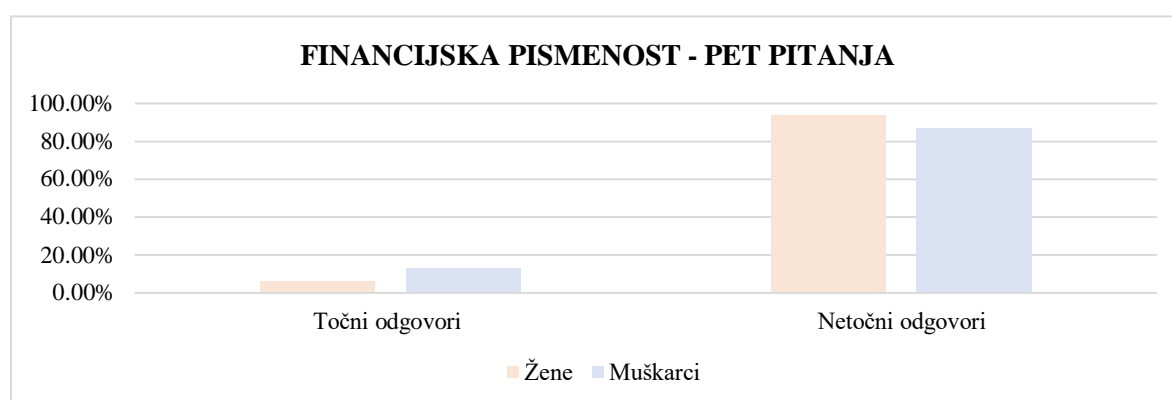 FINANCIJSKA PISMENOST - PET PITANJA
100.00%
80.00%
60.00%
40.00%
20.00%
0.00%
Točni odgovori
Netočni odgovori
Žene
Muškarci